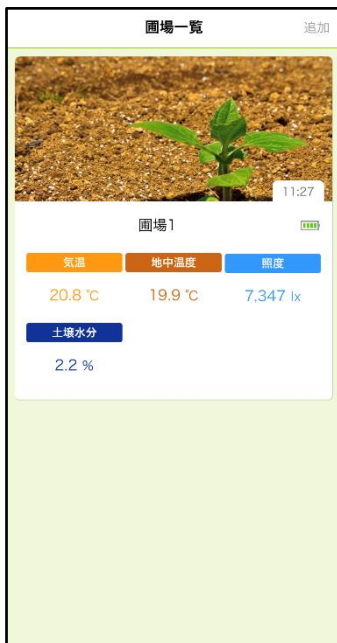 圃場一覧 追加
11:27
圃場1
気温 地中温度 照度
20.8 ℃ 19.9 ℃ 7,347 lx
土壌水分
2.2 %